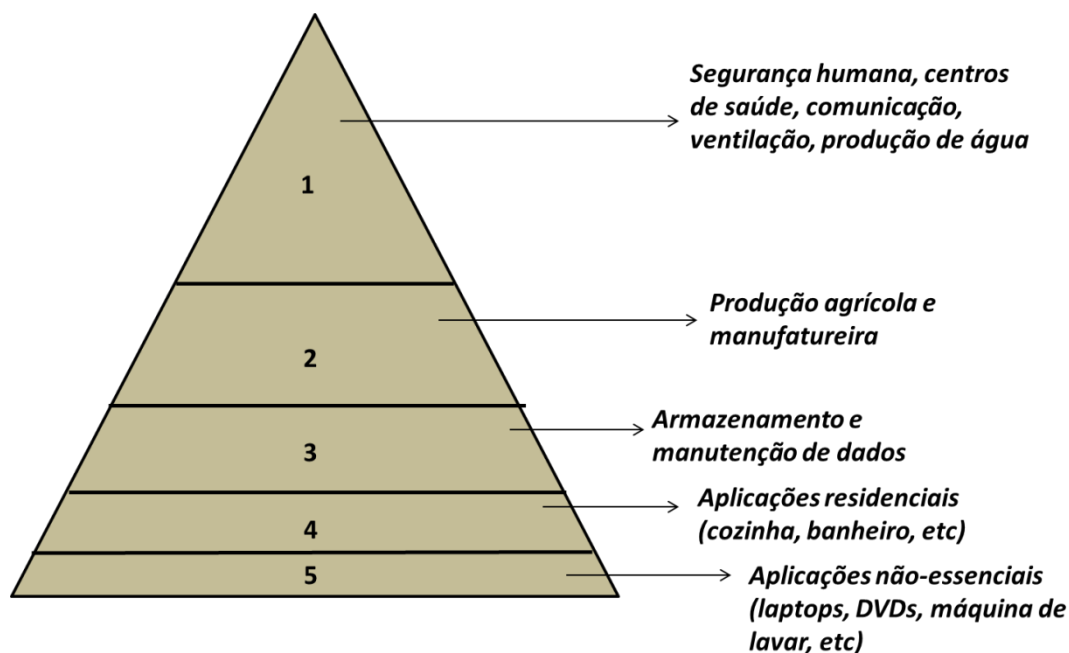 Segurança humana, centros
de saúde, comunicação,
ventilação, produção de água
1
Produção agrícola e
manufatureira
2
Armazenamento e
manutenção de dados
3
Aplicações residenciais
(cozinha, banheiro, etc)
4
Aplicações não-essenciais
(laptops, DVDs, máquina de
lavar, etc)
5